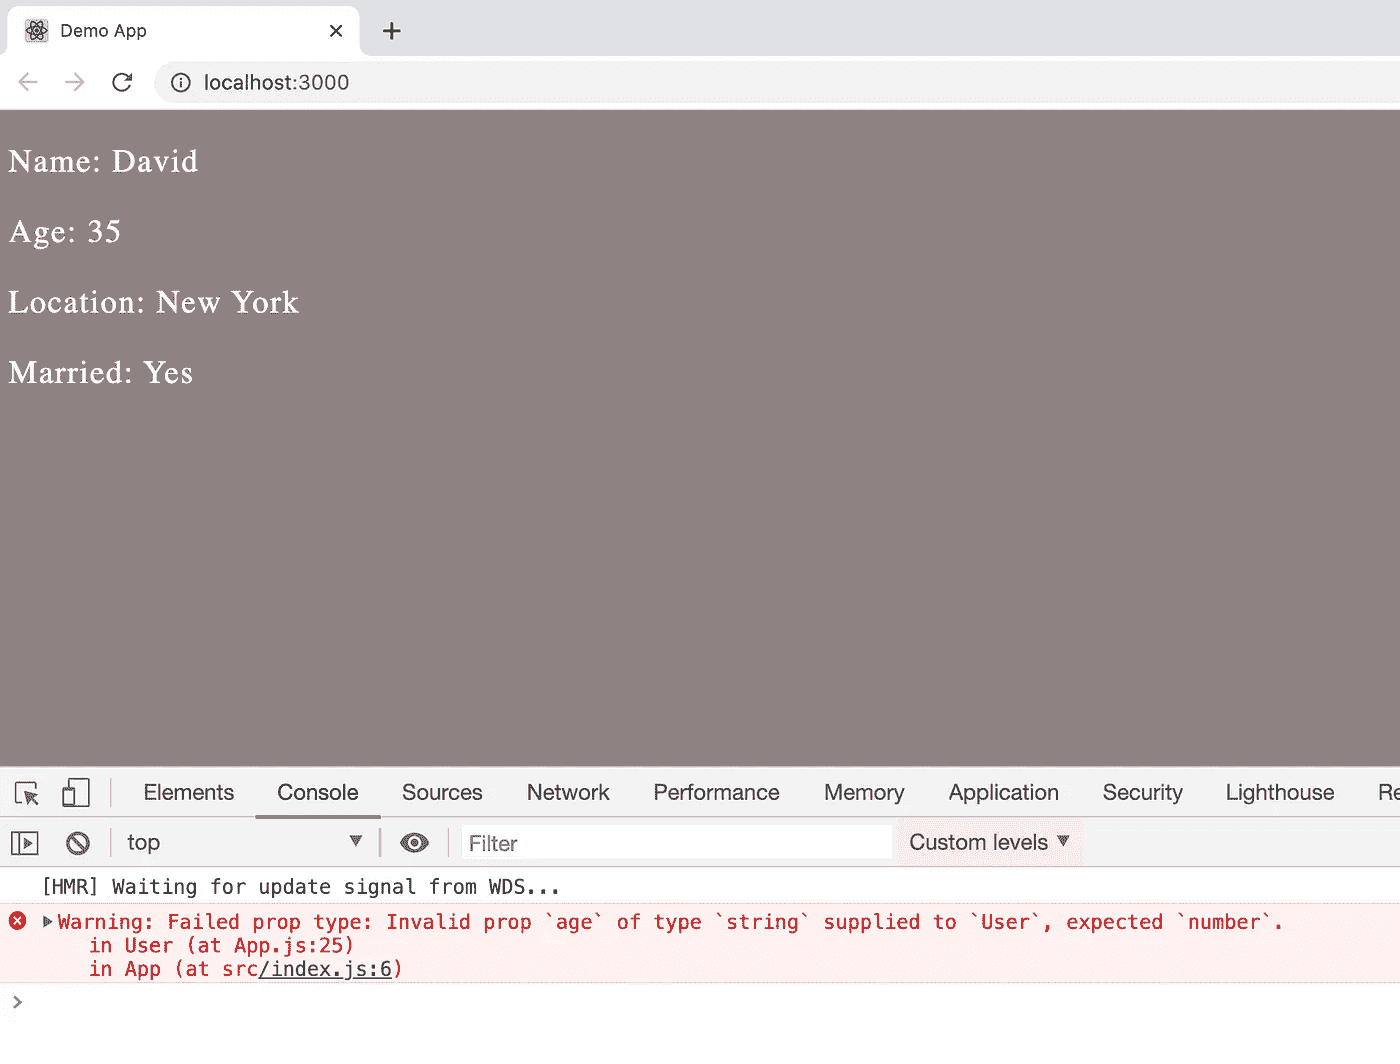 Demo App
localhost:3000
Name: David
Age: 35
Location: New York
Married: Yes
Elements Console Sources Network Performance Memory Application Security Lighthouse
top Filter Custom levels
[HMR] Waiting for update signal from WDS...
Warning: Failed prop type: Invalid prop `age` of type `string` supplied to `User`, expected `number`.
in User (at App.js:25)
in App (at src/index.js:6)